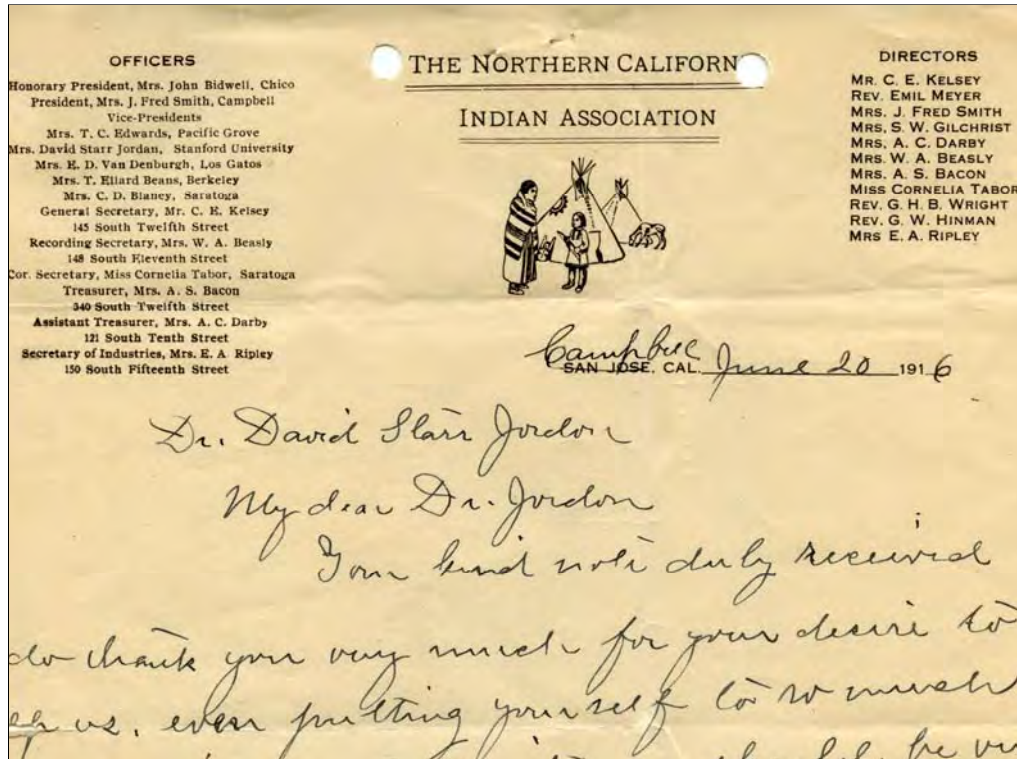 OFFICERS
Honorary President, Mrs. John Bidwell, Chico
President, Mrs. J. Fred Smith, Campbell
Vice-Presidents
Mrs. T. C. Edwards, Pacific Grove
Mrs. David Starr Jordan, Stanford University
Mrs. E. D. Van Denburgh, Los Gatos
Mrs. T. Ellard Beans, Berkeley
Mrs. C. D. Blaney, Saratoga
General Secretary, Mr. C. E. Kelsey
145 South Twelfth Street
Recording Secretary, Mrs. W. A. Beasly
148 South Eleventh Street
Cor. Secretary, Miss Cornelia Tabor, Saratoga
Treasurer, Mrs. A. S. Bacon
340 South Twelfth Street
Assistant Treasurer, Mrs. A. C. Darby
121 South Tenth Street
Secretary of Industries, Mrs. E. A. Ripley
150 South Fifteenth Street
THE NORTHERN CALIFORN
INDIAN ASSOCIATION
DIRECTORS
MR. C. E. KELSEY
REV. EMIL MEYER
MRS. J. FRED SMITH
MRS. S. W. GILCHRIST
MRS. A. C. DARBY
MRS. W. A. BEASLY
MRS. A. S. BACON
MISS CORNELIA TABOR
REV. G. H. B. WRIGHT
REV. G. W. HINMAN
MRS E. A. RIPLEY
Campbell
SAN JOSE, CAL. June 20 1916
Dr. David Starr Jordon
My dear Dr. Jordon
Your kind note duly received
do thank you very much for your desire to
us, even putting yourself to so much
be